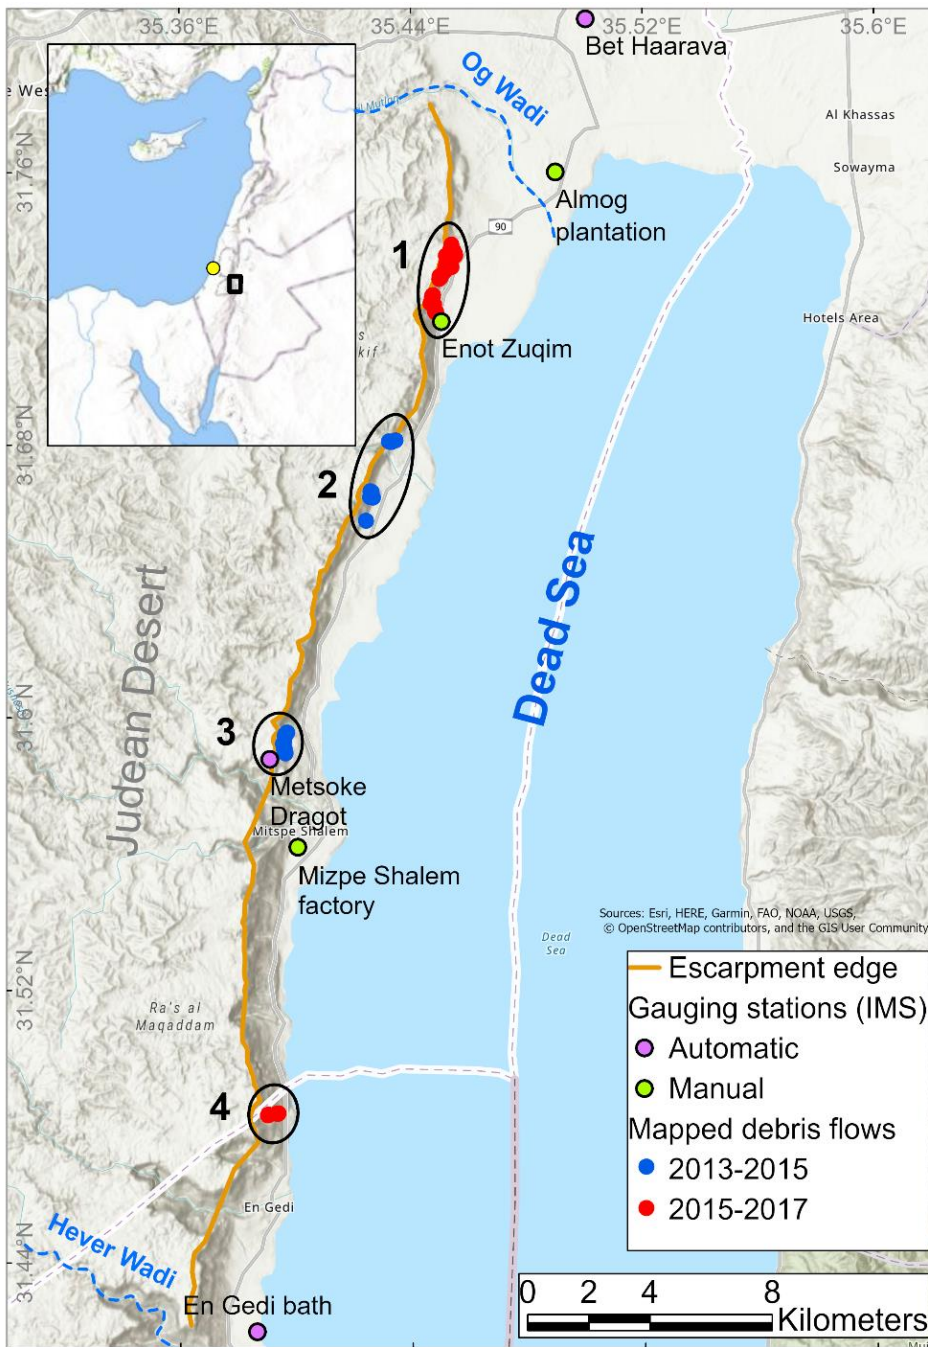 35.36°E
35.44°E
35.52°E
35.6°E
Bet Haarava
Og Wadi
Al Khassas
Sowayma
31.76°N
Almog
plantation
90
1
Hotels Area
Enot Zuqim
31.68°N
2
Dead Sea
Judean Desert
31.6°N
3
Metsoke
Dragot
Mitspe Shalem
Mizpe Shalem
factory
Sources: Esri, HERE, Garmin, FAO, NOAA, USGS,
© OpenStreetMap contributors, and the GIS User Community
Dead
Sea
31.52°N
Ra's al
Maqaddam
Escarpment edge
Gauging stations (IMS)
Automatic
Manual
Mapped debris flows
2013-2015
2015-2017
4
En Gedi
31.44°N
Hever Wadi
En Gedi bath
0 2 4 8
Kilometers